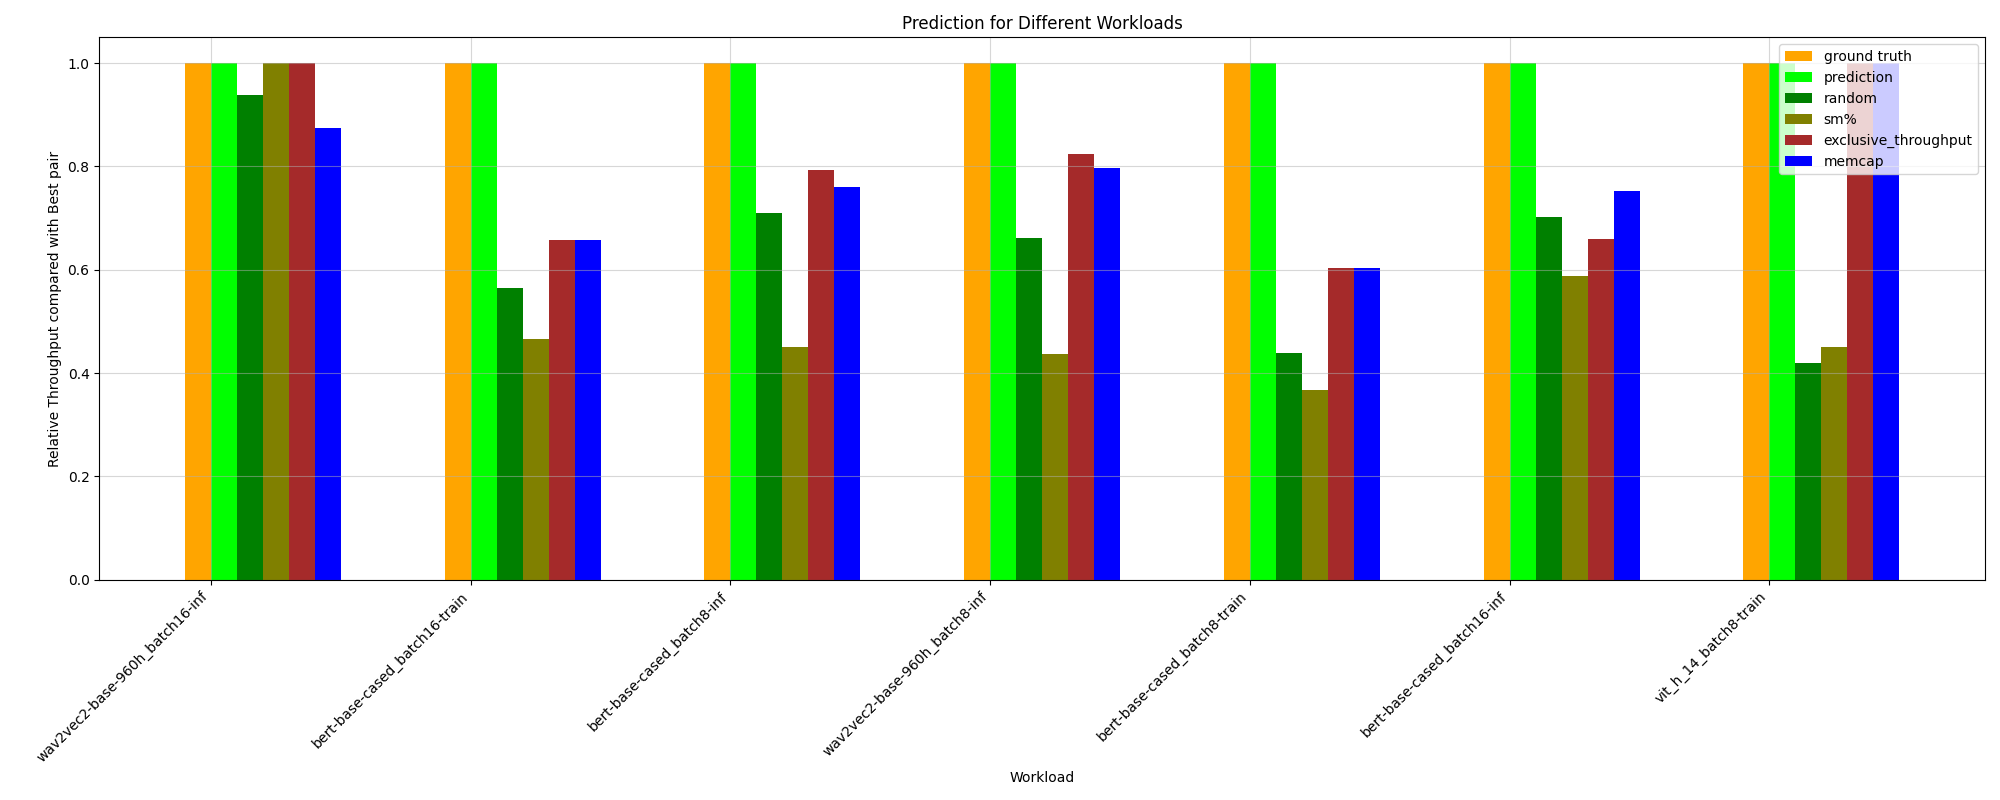 Prediction for Different Workloads
Relative Throughput compared with Best pair
1.0
0.8
0.6
0.4
0.2
0.0
ground truth
prediction
random
sm%
exclusive_throughput
memcap
wav2vec2-base-960h_batch16-inf
bert-base-cased_batch16-train
bert-base-cased_batch8-inf
wav2vec2-base-960h_batch8-inf
bert-base-cased_batch8-train
bert-base-cased_batch16-inf
vit_h_14_batch8-train
Workload